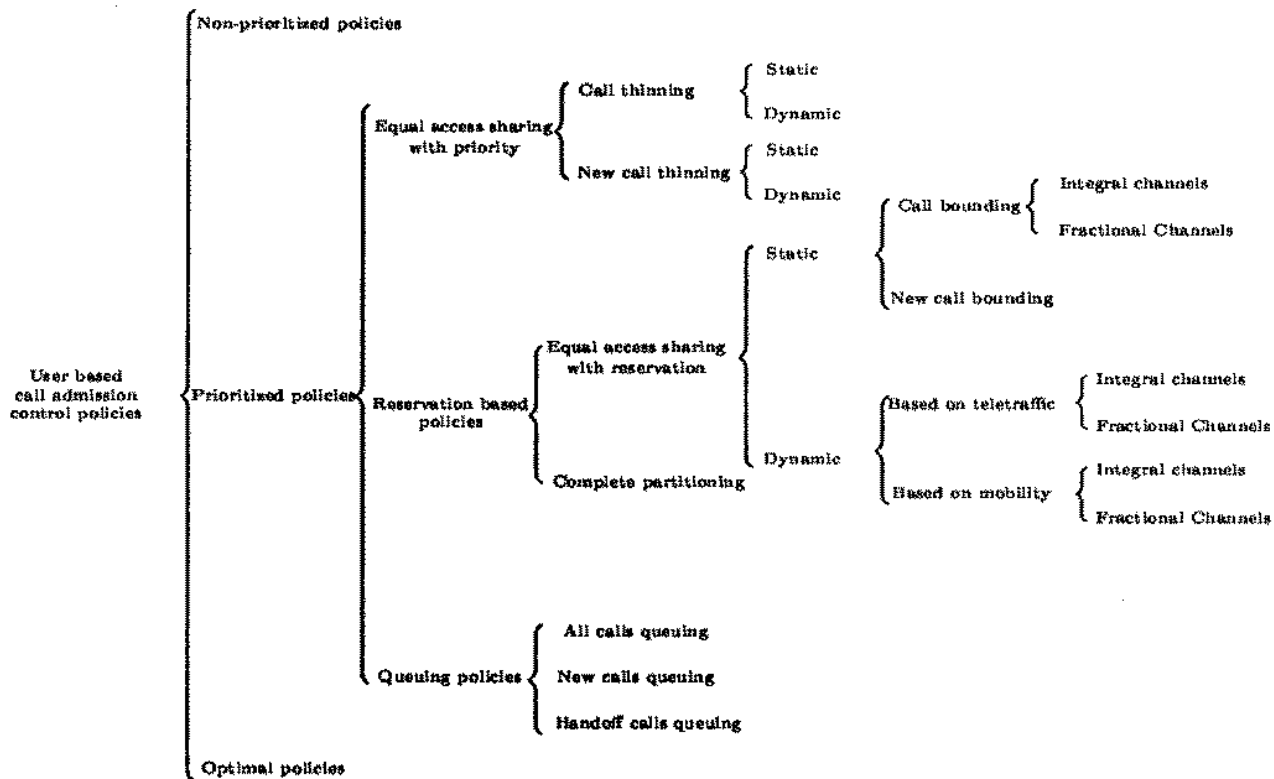 Non-prioritized policies
Call thinning
Static
Dynamic
Equal access sharing
with priority
New call thinning
Static
Dynamic
Call bounding
Integral channels
Fractional Channels
Static
New call bounding
Equal access sharing
with reservation
User based
call admission
control policies
Prioritized policies
Reservation based
policies
Based on teletraffic
Integral channels
Fractional Channels
Dynamic
Complete partitioning
Based on mobility
Integral channels
Fractional Channels
All calls queuing
Queuing policies
New calls queuing
Handoff calls queuing
Optimal policies